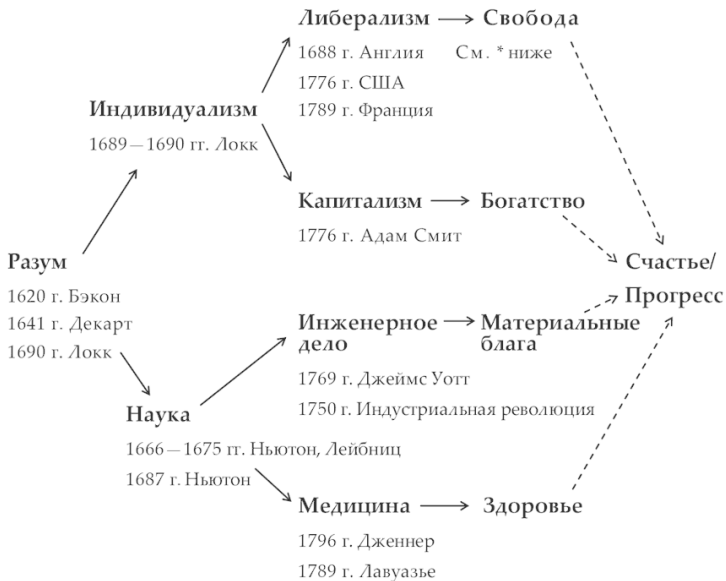 Либерализм
Свобода
1688 г. Англия
См. * ниже
1776 г. США
1789 г. Франция
Индивидуализм
1689—1690 гг. Локк
Капитализм
Богатство
1776 г. Адам Смит
Разум
1620 г. Бэкон
1641 г. Декарт
1690 г. Локк
Счастье/
Прогресс
Инженерное
дело
Материальные
блага
1769 г. Джеймс Уотт
1750 г. Индустриальная революция
Наука
1666—1675 гг. Ньютон, Лейбниц
1687 г. Ньютон
Медицина
Здоровье
1796 г. Дженнер
1789 г. Лавуазье